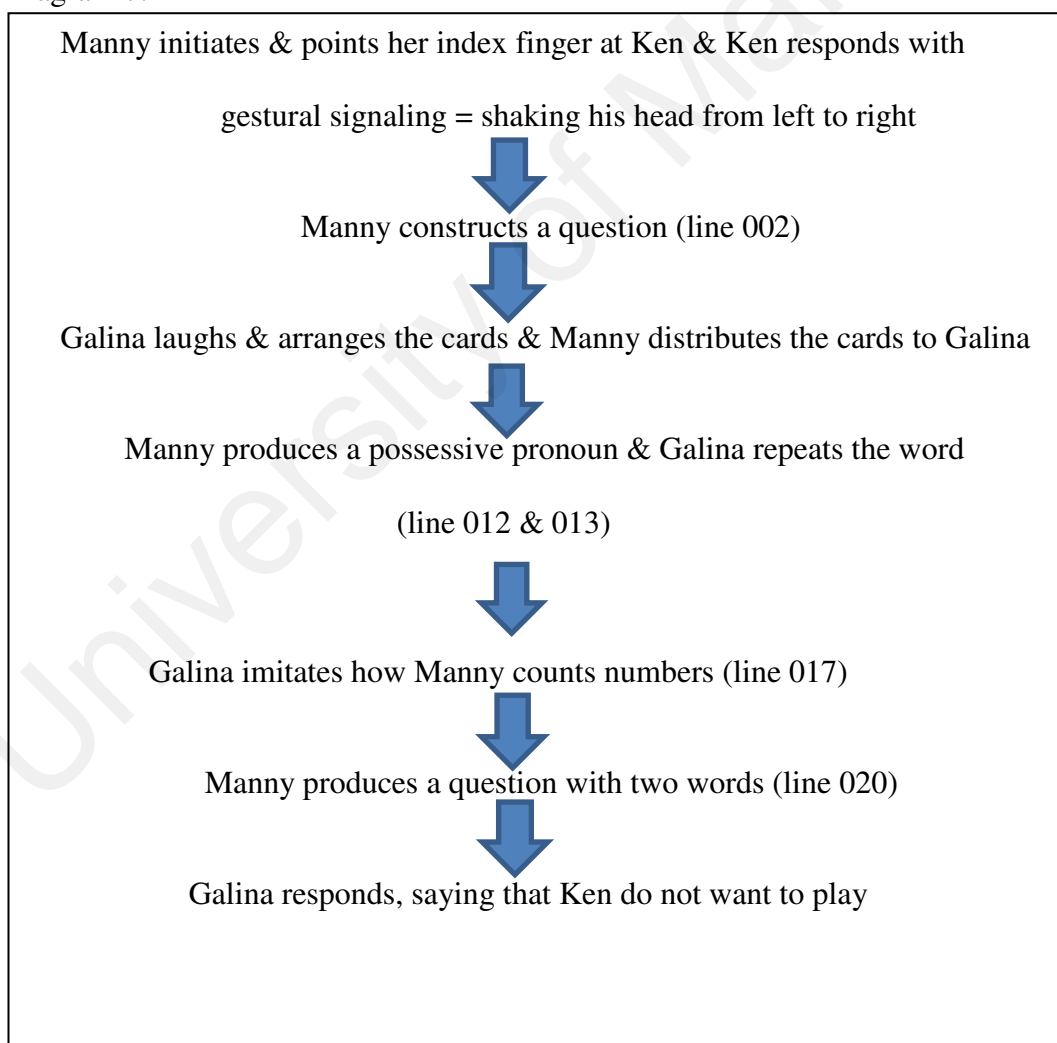 Manny initiates & points her index finger at Ken & Ken responds with
gestural signaling = shaking his head from left to right
Manny constructs a question (line 002)
Galina laughs & arranges the cards & Manny distributes the cards to Galina
Manny produces a possessive pronoun & Galina repeats the word
(line 012 & 013)
Galina imitates how Manny counts numbers (line 017)
Manny produces a question with two words (line 020)
Galina responds, saying that Ken do not want to play
University of Ma